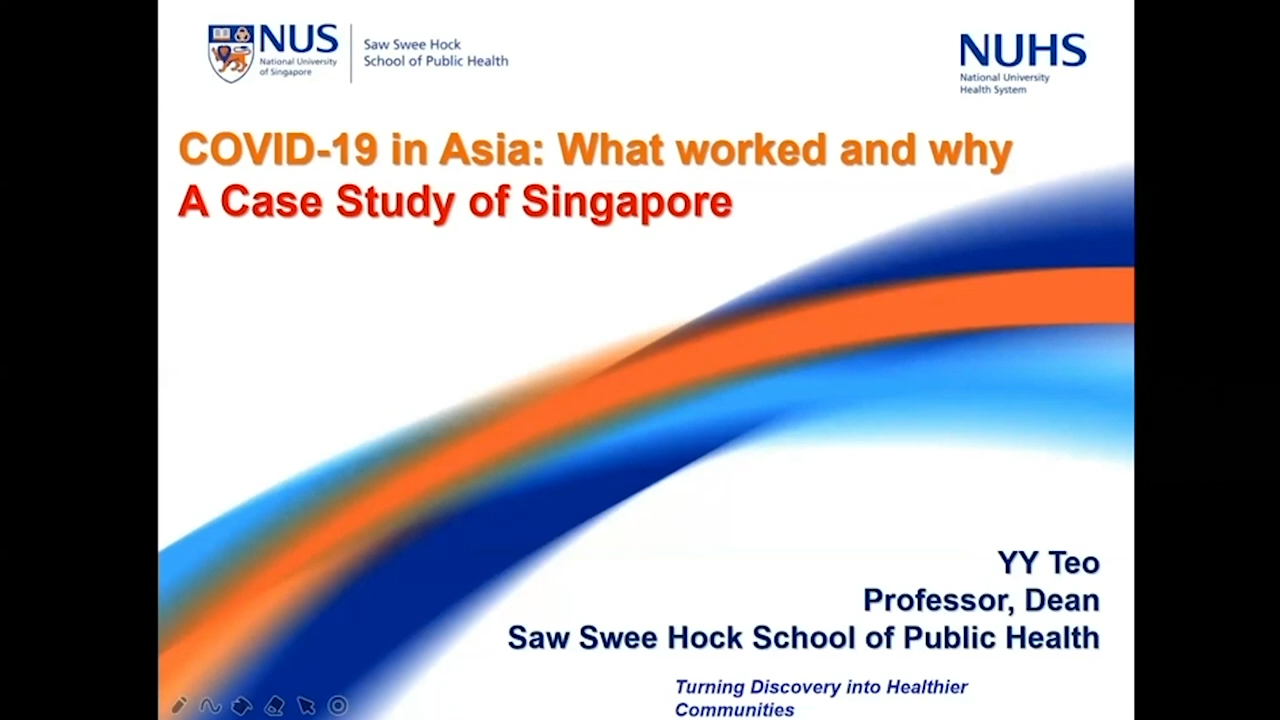 NUS
National University
of Singapore
Saw Swee Hock
School of Public Health
NUHS
National University
Health System
COVID-19 in Asia: What worked and why
A Case Study of Singapore
YY Teo
Professor, Dean
Saw Swee Hock School of Public Health
Turning Discovery into Healthier
Communities